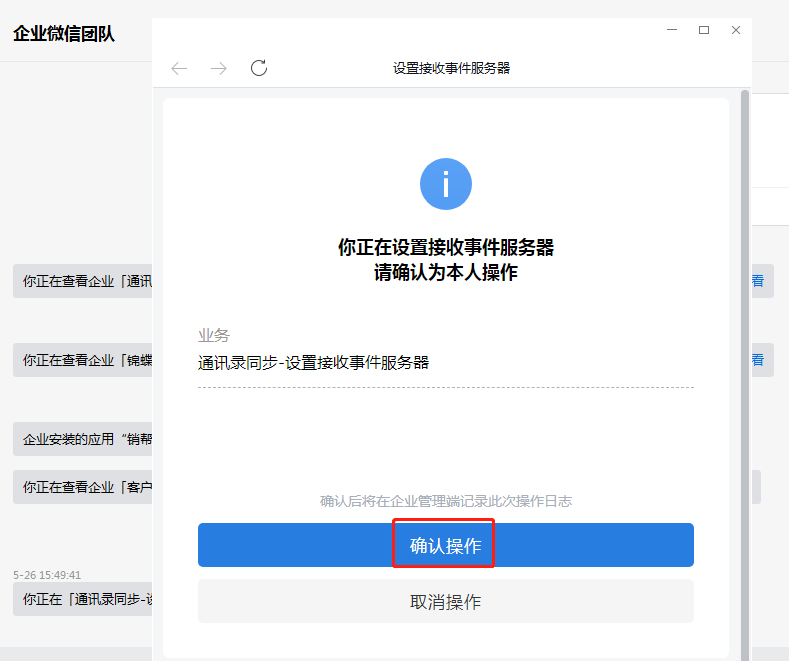 企业微信团队
设置接收事件服务器
你正在设置接收事件服务器
请确认为本人操作
你正在查看企业「通讯
看
业务
通讯录同步-设置接收事件服务器
你正在查看企业「锦蝶
看
企业安装的应用“销帮
你正在查看企业「客户
确认后将在企业管理端记录此次操作日志
确认操作
5-26 15:49:41
你正在「通讯录同步-设
取消操作